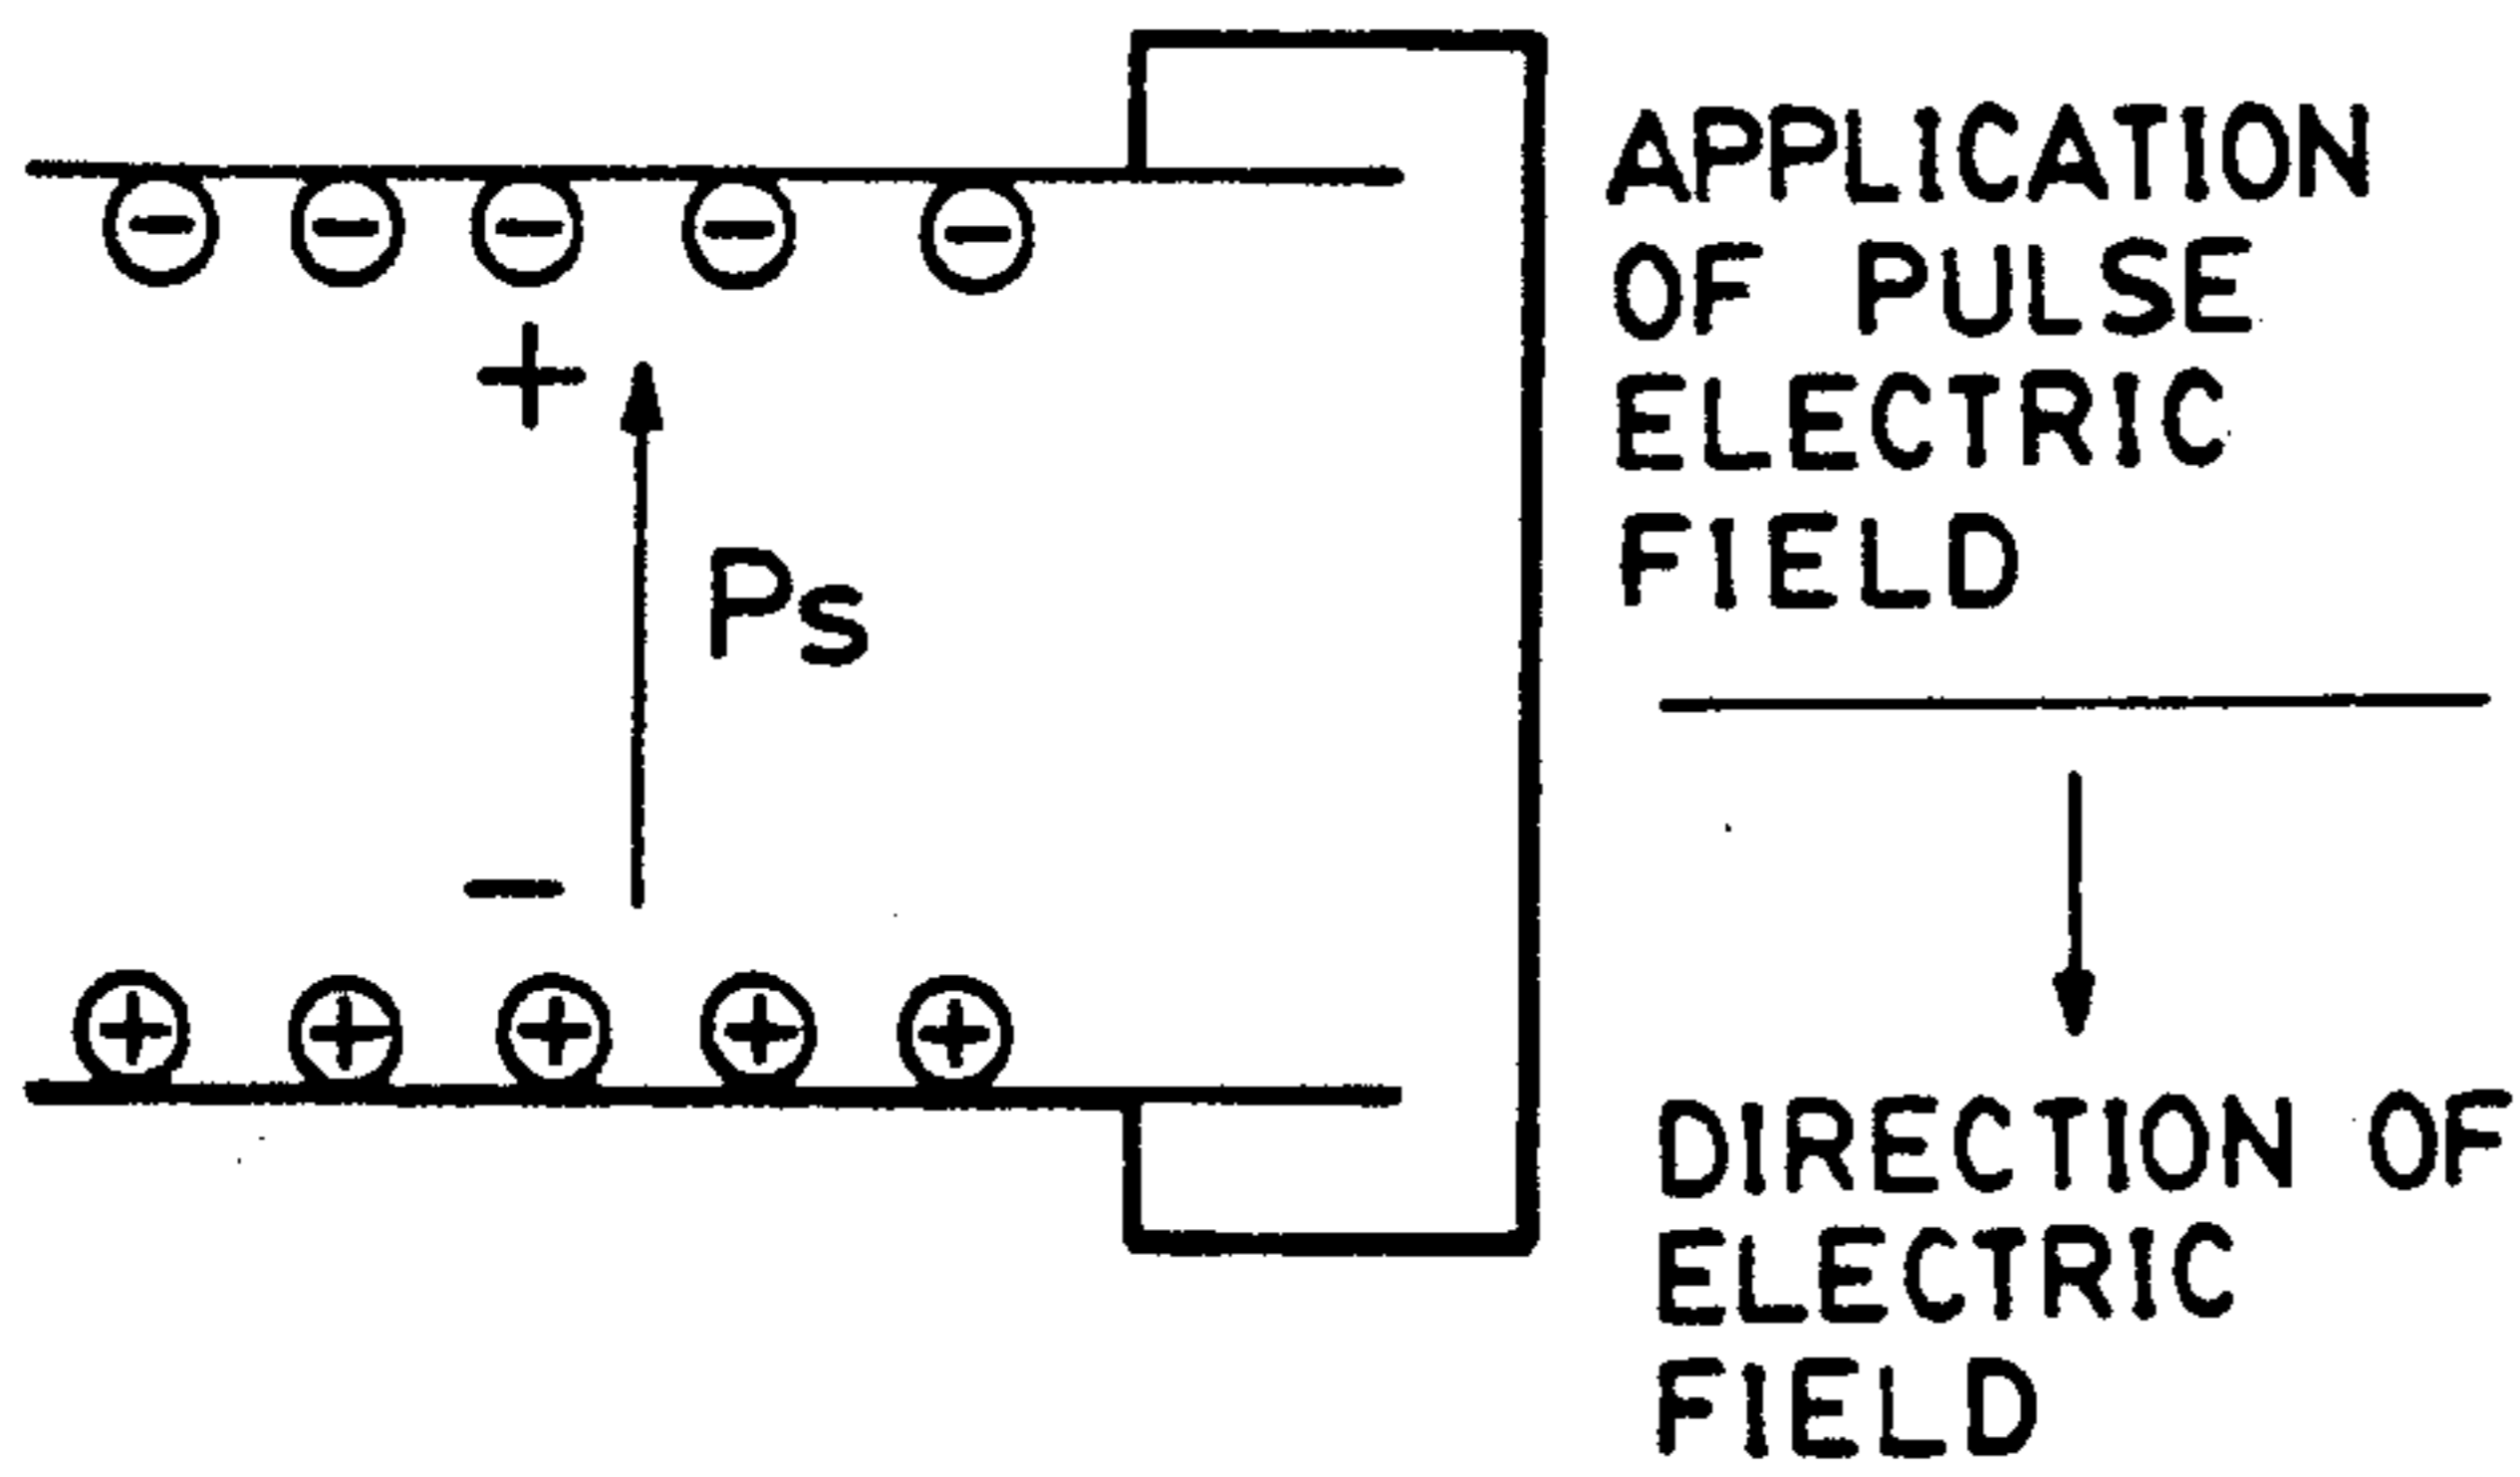 ⊖ ⊖ ⊖ ⊖ ⊖
+
Ps
−
⊕ ⊕ ⊕ ⊕ ⊕
APPLICATION
OF PULSE
ELECTRIC
FIELD
DIRECTION OF
ELECTRIC
FIELD